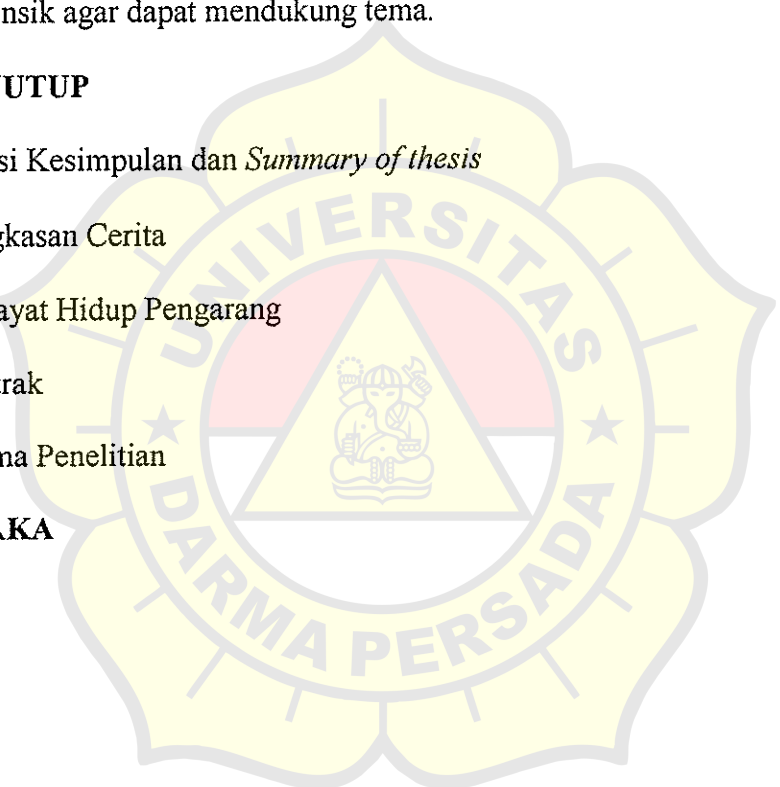 nsik agar dapat mendukung tema.
UTUP
si Kesimpulan dan Summary of thesis
gkasan Cerita
ayat Hidup Pengarang
rak
ma Penelitian
AKA
UNIVERSITAS
DARMA PERSADA